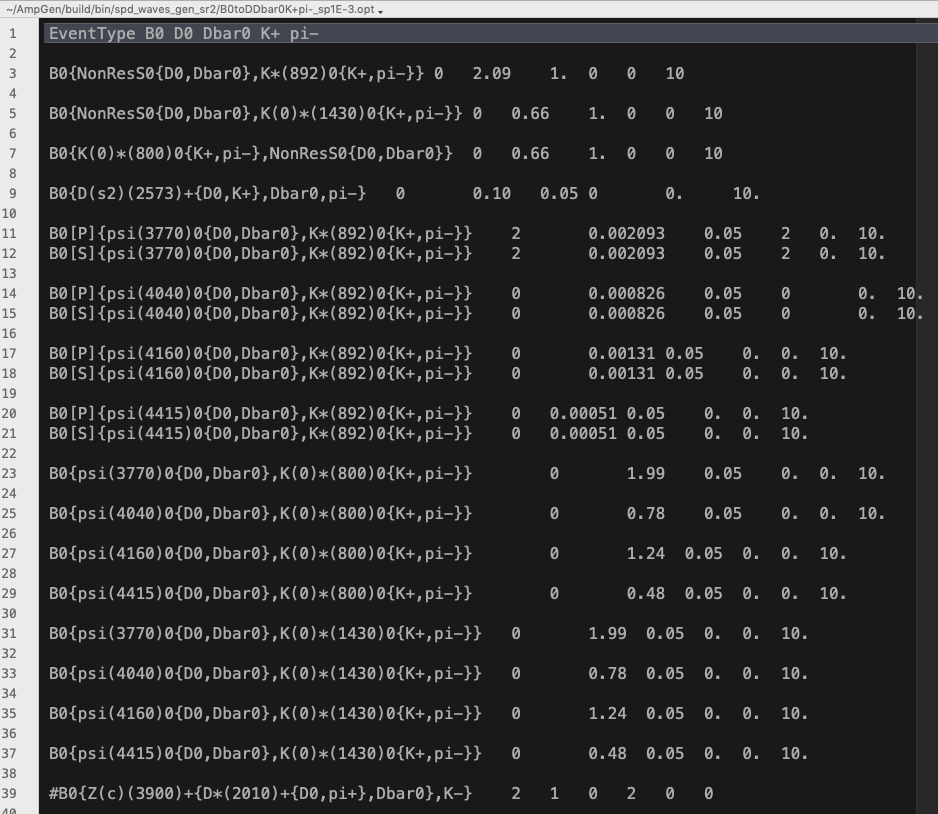 ~/AmpGen/build/bin/spd_waves_gen_sr2/B0toDDbar0K+pi-_sp1E-3.opt
1 EventType B0 D0 Dbar0 K+ pi-
2
3 B0{NonResS0{D0,Dbar0},K*(892)0{K+,pi-}} 0 2.09 1. 0 0 10
4
5 B0{NonResS0{D0,Dbar0},K(0)*(1430)0{K+,pi-}} 0 0.66 1. 0 0 10
6
7 B0{K(0)*(800)0{K+,pi-},NonResS0{D0,Dbar0}} 0 0.66 1. 0 0 10
8
9 B0{D(s2)(2573)+{D0,K+},Dbar0,pi-} 0 0.10 0.05 0 0. 10.
10
11 B0[P]{psi(3770)0{D0,Dbar0},K*(892)0{K+,pi-}} 2 0.002093 0.05 2 0. 10.
12 B0[S]{psi(3770)0{D0,Dbar0},K*(892)0{K+,pi-}} 2 0.002093 0.05 2 0. 10.
13
14 B0[P]{psi(4040)0{D0,Dbar0},K*(892)0{K+,pi-}} 0 0.000826 0.05 0 0. 10.
15 B0[S]{psi(4040)0{D0,Dbar0},K*(892)0{K+,pi-}} 0 0.000826 0.05 0 0. 10.
16
17 B0[P]{psi(4160)0{D0,Dbar0},K*(892)0{K+,pi-}} 0 0.00131 0.05 0. 0. 10.
18 B0[S]{psi(4160)0{D0,Dbar0},K*(892)0{K+,pi-}} 0 0.00131 0.05 0. 0. 10.
19
20 B0[P]{psi(4415)0{D0,Dbar0},K*(892)0{K+,pi-}} 0 0.00051 0.05 0. 0. 10.
21 B0[S]{psi(4415)0{D0,Dbar0},K*(892)0{K+,pi-}} 0 0.00051 0.05 0. 0. 10.
22
23 B0{psi(3770)0{D0,Dbar0},K(0)*(800)0{K+,pi-}} 0 1.99 0.05 0. 0. 10.
24
25 B0{psi(4040)0{D0,Dbar0},K(0)*(800)0{K+,pi-}} 0 0.78 0.05 0. 0. 10.
26
27 B0{psi(4160)0{D0,Dbar0},K(0)*(800)0{K+,pi-}} 0 1.24 0.05 0. 0. 10.
28
29 B0{psi(4415)0{D0,Dbar0},K(0)*(800)0{K+,pi-}} 0 0.48 0.05 0. 0. 10.
30
31 B0{psi(3770)0{D0,Dbar0},K(0)*(1430)0{K+,pi-}} 0 1.99 0.05 0. 0. 10.
32
33 B0{psi(4040)0{D0,Dbar0},K(0)*(1430)0{K+,pi-}} 0 0.78 0.05 0. 0. 10.
34
35 B0{psi(4160)0{D0,Dbar0},K(0)*(1430)0{K+,pi-}} 0 1.24 0.05 0. 0. 10.
36
37 B0{psi(4415)0{D0,Dbar0},K(0)*(1430)0{K+,pi-}} 0 0.48 0.05 0. 0. 10.
38
39 #B0{Z(c)(3900)+{D*(2010)+{D0,pi+},Dbar0},K-} 2 1 0 2 0 0
40